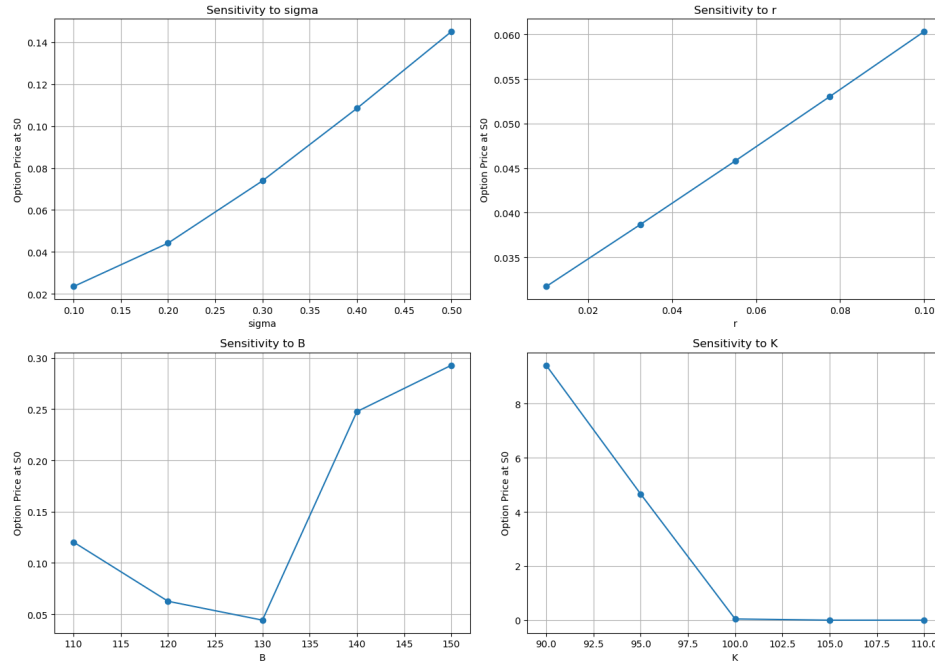 Sensitivity to sigma
Option Price at S0
0.14
0.12
0.10
0.08
0.06
0.04
0.02
0.10 0.15 0.20 0.25 0.30 0.35 0.40 0.45 0.50
sigma
Sensitivity to r
Option Price at S0
0.060
0.055
0.050
0.045
0.040
0.035
0.02 0.04 0.06 0.08 0.10
r
Sensitivity to B
Option Price at S0
0.30
0.25
0.20
0.15
0.10
0.05
110 115 120 125 130 135 140 145 150
B
Sensitivity to K
Option Price at S0
8
6
4
2
0
90.0 92.5 95.0 97.5 100.0 102.5 105.0 107.5 110.0
K